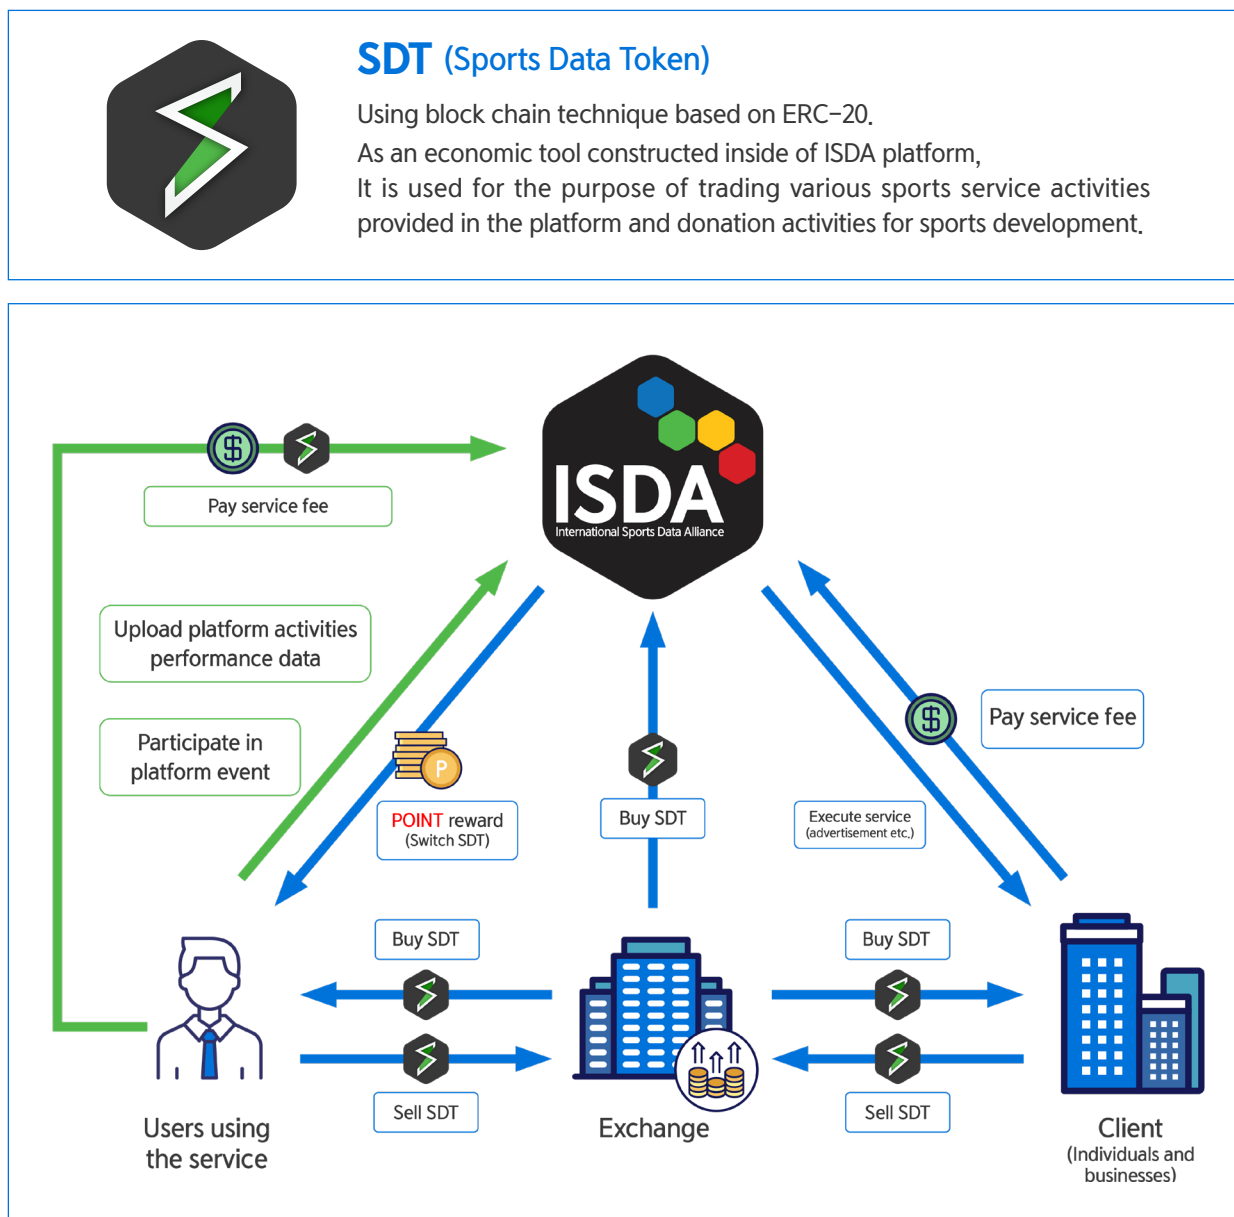 SDT (Sports Data Token)
Using block chain technique based on ERC-20.
As an economic tool constructed inside of ISDA platform,
It is used for the purpose of trading various sports service activities
provided in the platform and donation activities for sports development.
ISDA
International Sports Data Alliance
$
Pay service fee
Upload platform activities
performance data
Participate in
platform event
P
POINT reward
(Switch SDT)
Buy SDT
$
Pay service fee
Execute service
(advertisement etc.)
Buy SDT
Buy SDT
Sell SDT
Sell SDT
Users using
the service
Exchange
Client
(Individuals and
businesses)